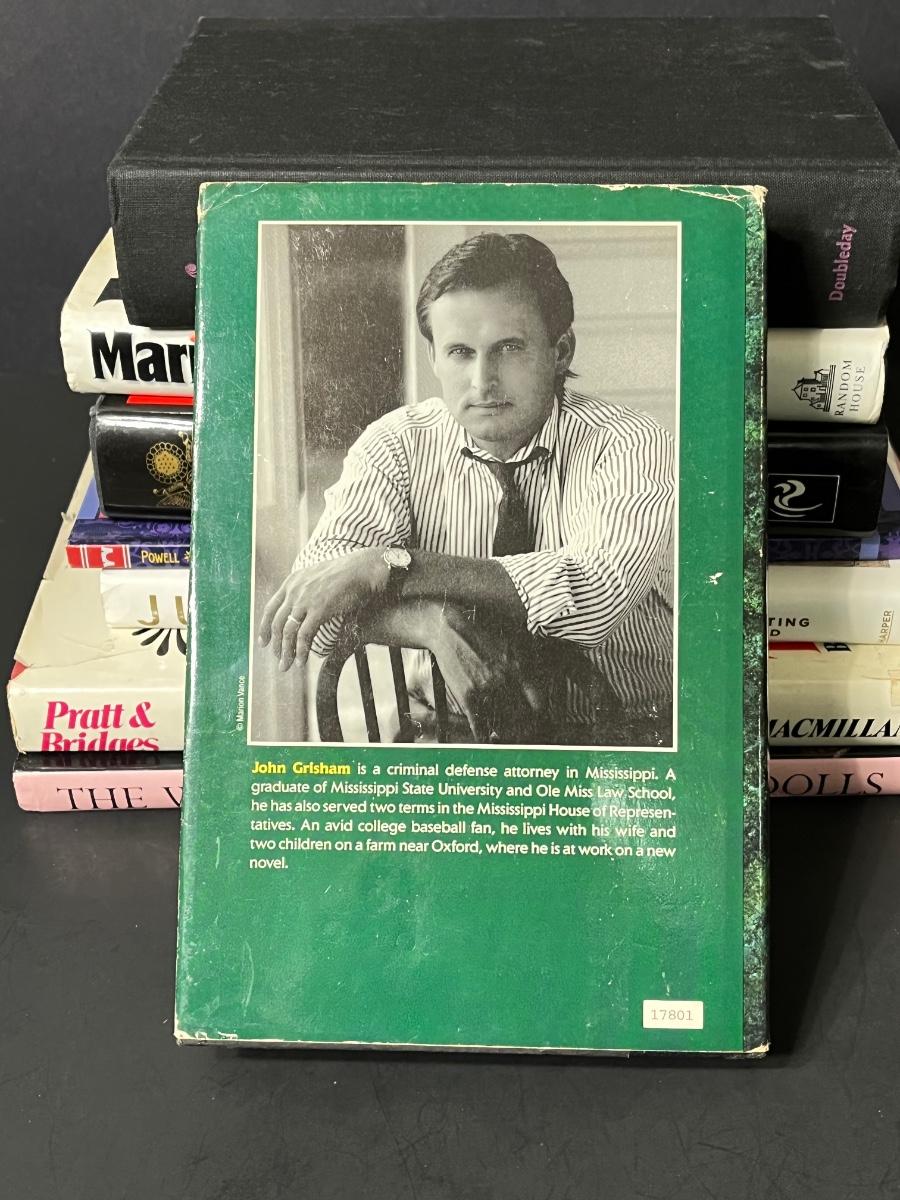 Doubleday
Mar
RANDOM
HOUSE
POWELL
JU
TING
D
HARPER
Pratt &
Bridges
MACMILLAN
THE V
DOLLS
© Marion Vance
John Grisham is a criminal defense attorney in Mississippi. A
graduate of Mississippi State University and Ole Miss Law School,
he has also served two terms in the Mississippi House of Represen-
tatives. An avid college baseball fan, he lives with his wife and
two children on a farm near Oxford, where he is at work on a new
novel.
17801